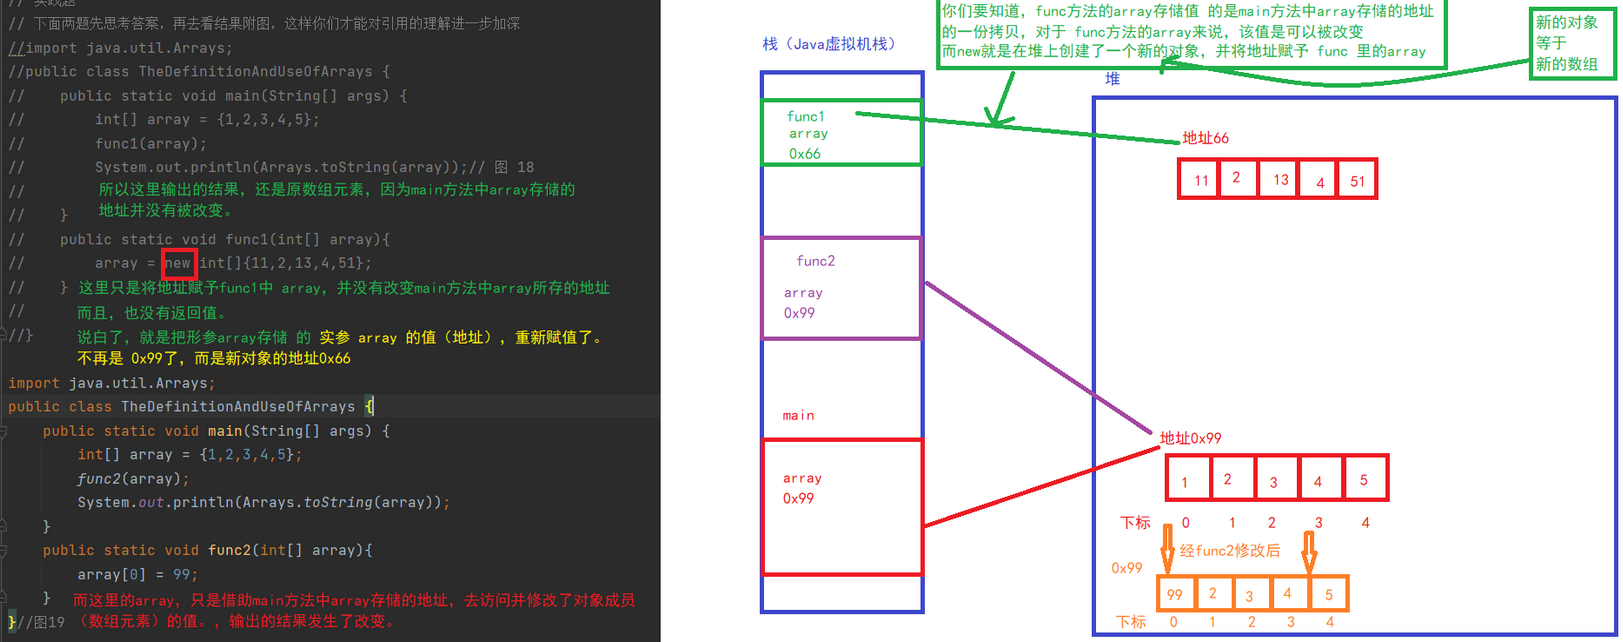 // 实践题
// 下面两题先思考答案，再去看结果附图，这样你们才能对引用的理解进一步加深
//import java.util.Arrays;
//public class TheDefinitionAndUseOfArrays {
//    public static void main(String[] args) {
//        int[] array = {1,2,3,4,5};
//        func1(array);
//        System.out.println(Arrays.toString(array));// 图 18
//        所以这里输出的结果，还是原数组元素，因为main方法中array存储的
//    }    地址并没有被改变。
//    public static void func1(int[] array){
//        array = new int[]{11,2,13,4,51};
//    } 这里只是将地址赋予func1中 array，并没有改变main方法中array所存的地址
//      而且，也没有返回值。
//}     说白了，就是把形参array存储 的 实参 array 的值（地址），重新赋值了。
不再是 0x99了，而是新对象的地址0x66
import java.util.Arrays;
public class TheDefinitionAndUseOfArrays {
    public static void main(String[] args) {
        int[] array = {1,2,3,4,5};
        func2(array);
        System.out.println(Arrays.toString(array));
    }
    public static void func2(int[] array){
        array[0] = 99;
    }  而这里的array，只是借助main方法中array存储的地址，去访问并修改了对象成员
}//图19 （数组元素）的值。，输出的结果发生了改变。
你们要知道，func方法的array存储值 的是main方法中array存储的地址
的一份拷贝，对于 func方法的array来说，该值是可以被改变
而new就是在堆上创建了一个新的对象，并将地址赋予 func 里的array
新的对象
等于
新的数组
栈（Java虚拟机栈）
堆
func1
array
0x66
地址66
11 2 13 4 51
func2
array
0x99
main
array
0x99
地址0x99
1 2 3 4 5
下标 0 1 2 3 4
经func2修改后
0x99
99 2 3 4 5
下标 0 1 2 3 4